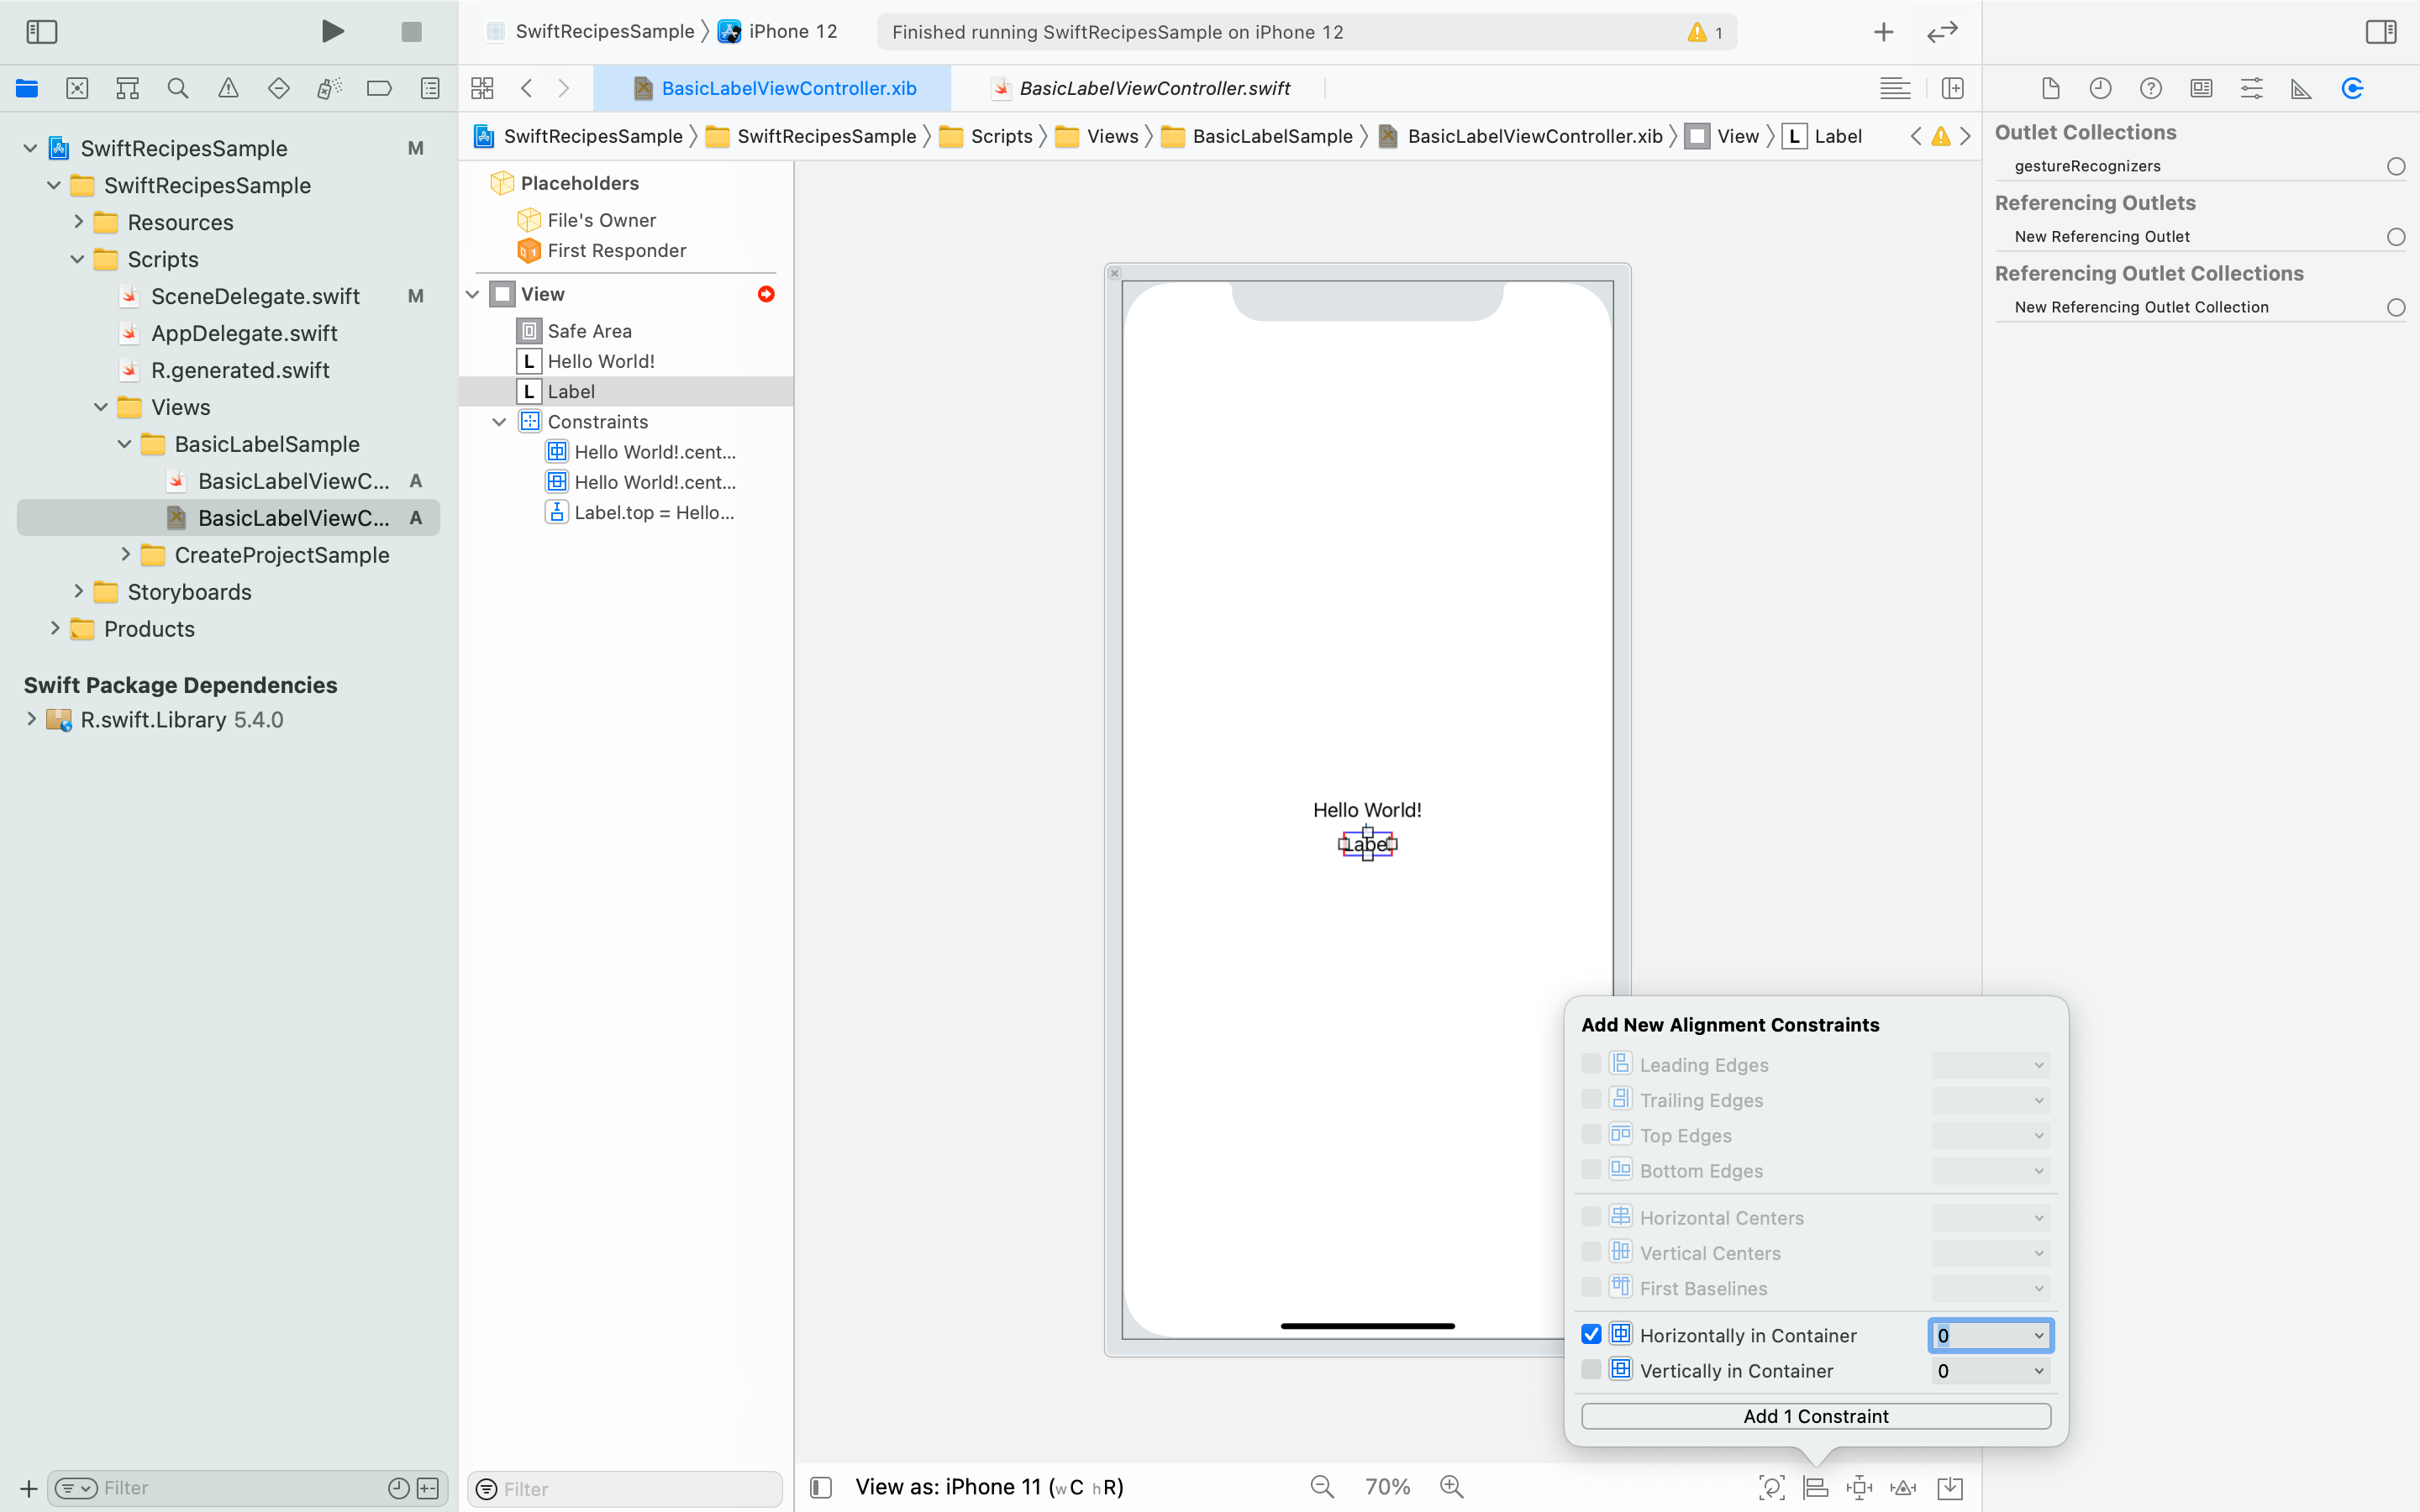 SwiftRecipesSample iPhone 12
Finished running SwiftRecipesSample on iPhone 12
1
BasicLabelViewController.xib
BasicLabelViewController.swift
SwiftRecipesSample SwiftRecipesSample Scripts Views BasicLabelSample BasicLabelViewController.xib View L Label
SwiftRecipesSample M
SwiftRecipesSample
Resources
Scripts
SceneDelegate.swift M
AppDelegate.swift
R.generated.swift
Views
BasicLabelSample
BasicLabelViewC... A
BasicLabelViewC... A
CreateProjectSample
Storyboards
Products
Swift Package Dependencies
R.swift.Library 5.4.0
Filter
Placeholders
File's Owner
First Responder
View
Safe Area
L Hello World!
L Label
Constraints
Hello World!.cent...
Hello World!.cent...
Label.top = Hello...
Filter
Hello World!
Label
View as: iPhone 11 (wC hR)
70%
Add New Alignment Constraints
Leading Edges
Trailing Edges
Top Edges
Bottom Edges
Horizontal Centers
Vertical Centers
First Baselines
Horizontally in Container 0
Vertically in Container 0
Add 1 Constraint
Outlet Collections
gestureRecognizers
Referencing Outlets
New Referencing Outlet
Referencing Outlet Collections
New Referencing Outlet Collection